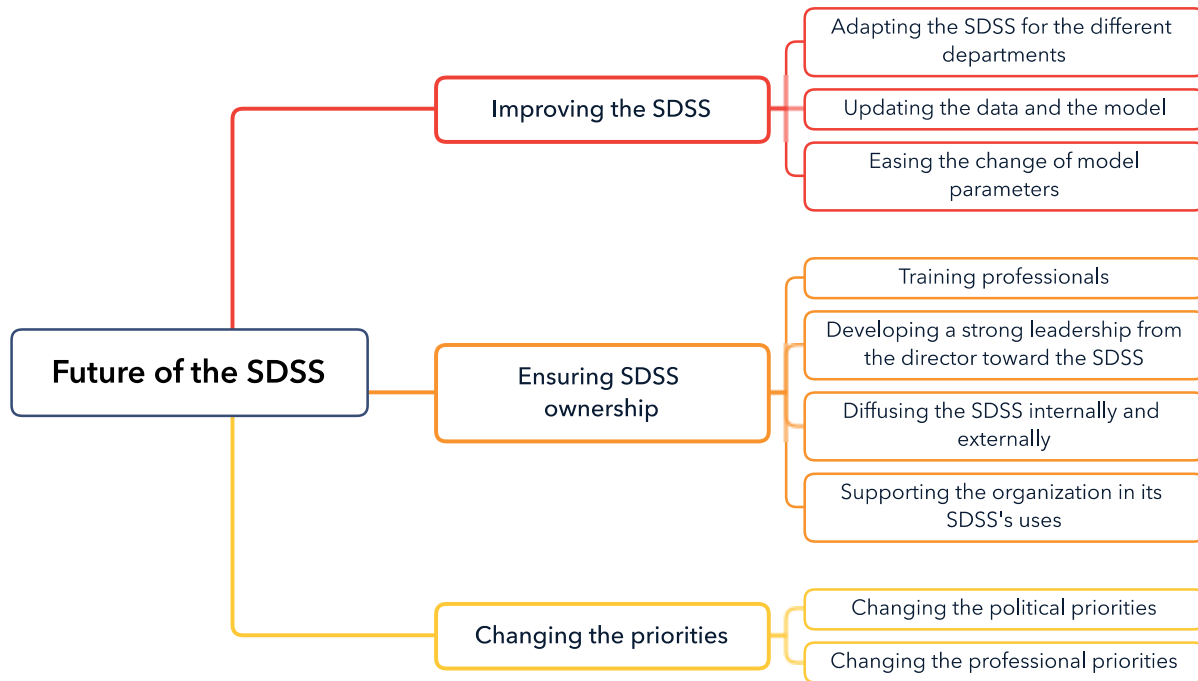 Future of the SDSS
Improving the SDSS
Adapting the SDSS for the different
departments
Updating the data and the model
Easing the change of model
parameters
Ensuring SDSS
ownership
Training professionals
Developing a strong leadership from
the director toward the SDSS
Diffusing the SDSS internally and
externally
Supporting the organization in its
SDSS's uses
Changing the priorities
Changing the political priorities
Changing the professional priorities